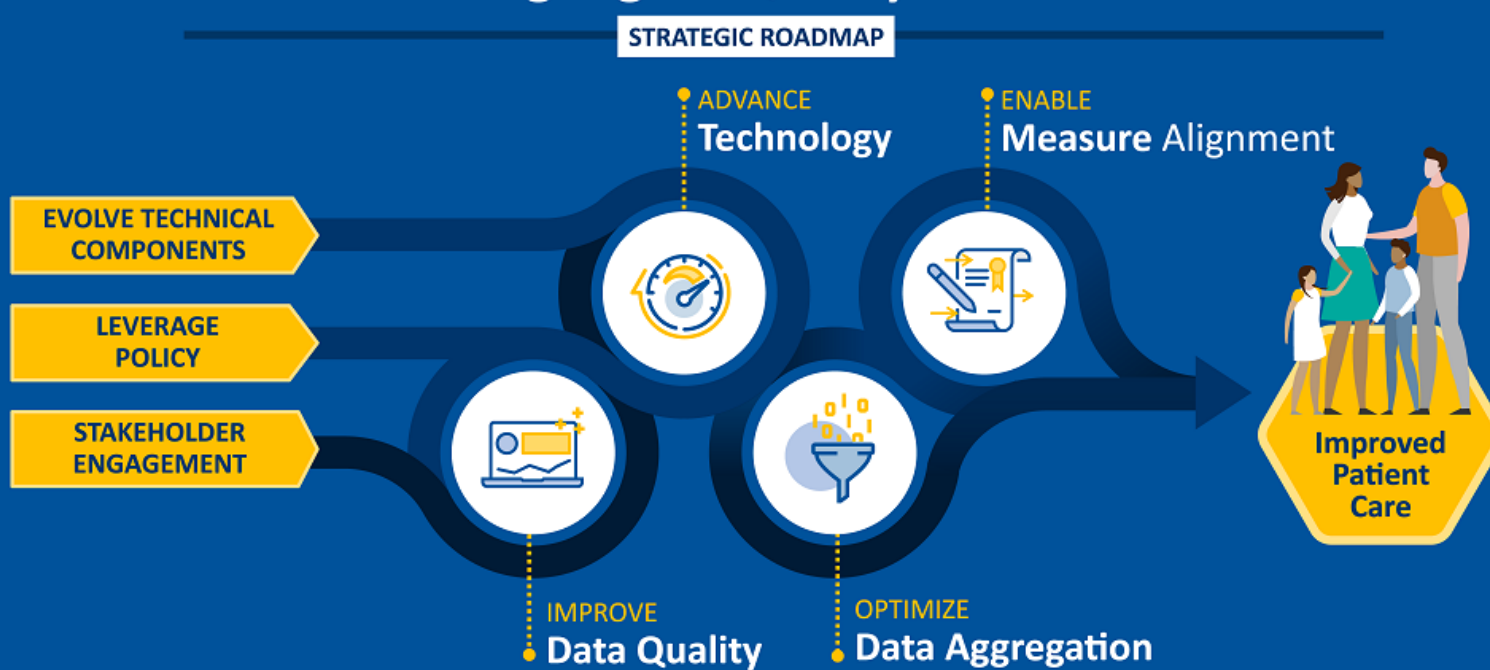 STRATEGIC ROADMAP
ADVANCE
Technology
ENABLE
Measure Alignment
EVOLVE TECHNICAL
COMPONENTS
LEVERAGE
POLICY
STAKEHOLDER
ENGAGEMENT
Improved
Patient
Care
IMPROVE
Data Quality
OPTIMIZE
Data Aggregation